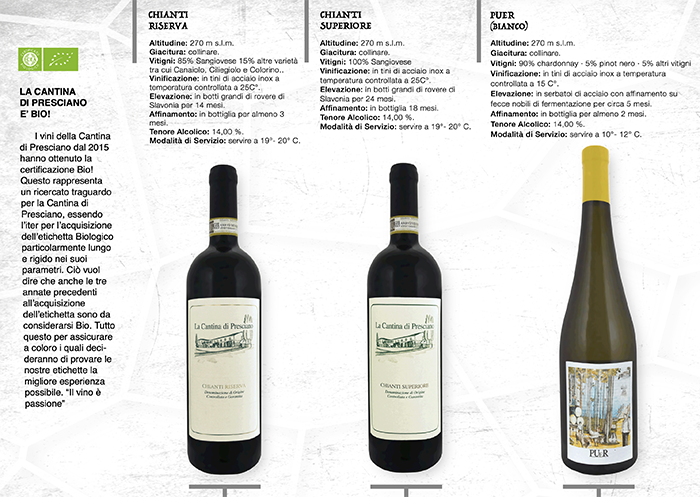 LA CANTINA
DI PRESCIANO
E' BIO!
I vini della Cantina
di Presciano dal 2015
hanno ottenuto la
certificazione Bio!
Questo rappresenta
un ricercato traguardo
per la Cantina di
Presciano, essendo
l'iter per l'acquisizione
dell'etichetta Biologico
particolarmente lungo
e rigido nei suoi
parametri. Ciò vuol
dire che anche le tre
annate precedenti
all'acquisizione
dell'etichetta sono da
considerarsi Bio. Tutto
questo per assicurare
a coloro i quali deci-
deranno di provare le
nostre etichette la
migliore esperienza
possibile. "Il vino è
passione"
CHIANTI
RISERVA
Altitudine: 270 m s.l.m.
Giacitura: collinare.
Vitigni: 85% Sangiovese 15% altre varietà
tra cui Canaiolo, Ciliegiolo e Colorino..
Vinificazione: in tini di acciaio inox a
temperatura controllata a 25C°.
Elevazione: in botti grandi di rovere di
Slavonia per 14 mesi.
Affinamento: in bottiglia per almeno 3
mesi.
Tenore Alcolico: 14,00 %.
Modalità di Servizio: servire a 19°- 20° C.
La Cantina di Presciano
CHIANTI RISERVA
Denominazione di Origine
Controllata e Garantita
CHIANTI
SUPERIORE
Altitudine: 270 m s.l.m.
Giacitura: collinare.
Vitigni: 100% Sangiovese
Vinificazione: in tini di acciaio inox a
temperatura controllata a 25C°.
Elevazione: in botti grandi di rovere di
Slavonia per 24 mesi.
Affinamento: in bottiglia 18 mesi.
Tenore Alcolico: 14,00 %.
Modalità di Servizio: servire a 19°- 20° C.
La Cantina di Presciano
CHIANTI SUPERIORE
Denominazione di Origine
Controllata e Garantita
PUER
(BIANCO)
Altitudine: 270 m s.l.m.
Giacitura: collinare.
Vitigni: 90% chardonnay · 5% pinot nero · 5% altri vitigni
Vinificazione: in tini di acciaio inox a temperatura
controllata a 15 C°.
Elevazione: in serbatoi di acciaio con affinamento su
fecce nobili di fermentazione per circa 5 mesi.
Affinamento: in bottiglia per almeno 2 mesi.
Tenore Alcolico: 14,00 %.
Modalità di Servizio: servire a 10°- 12° C.
PUER